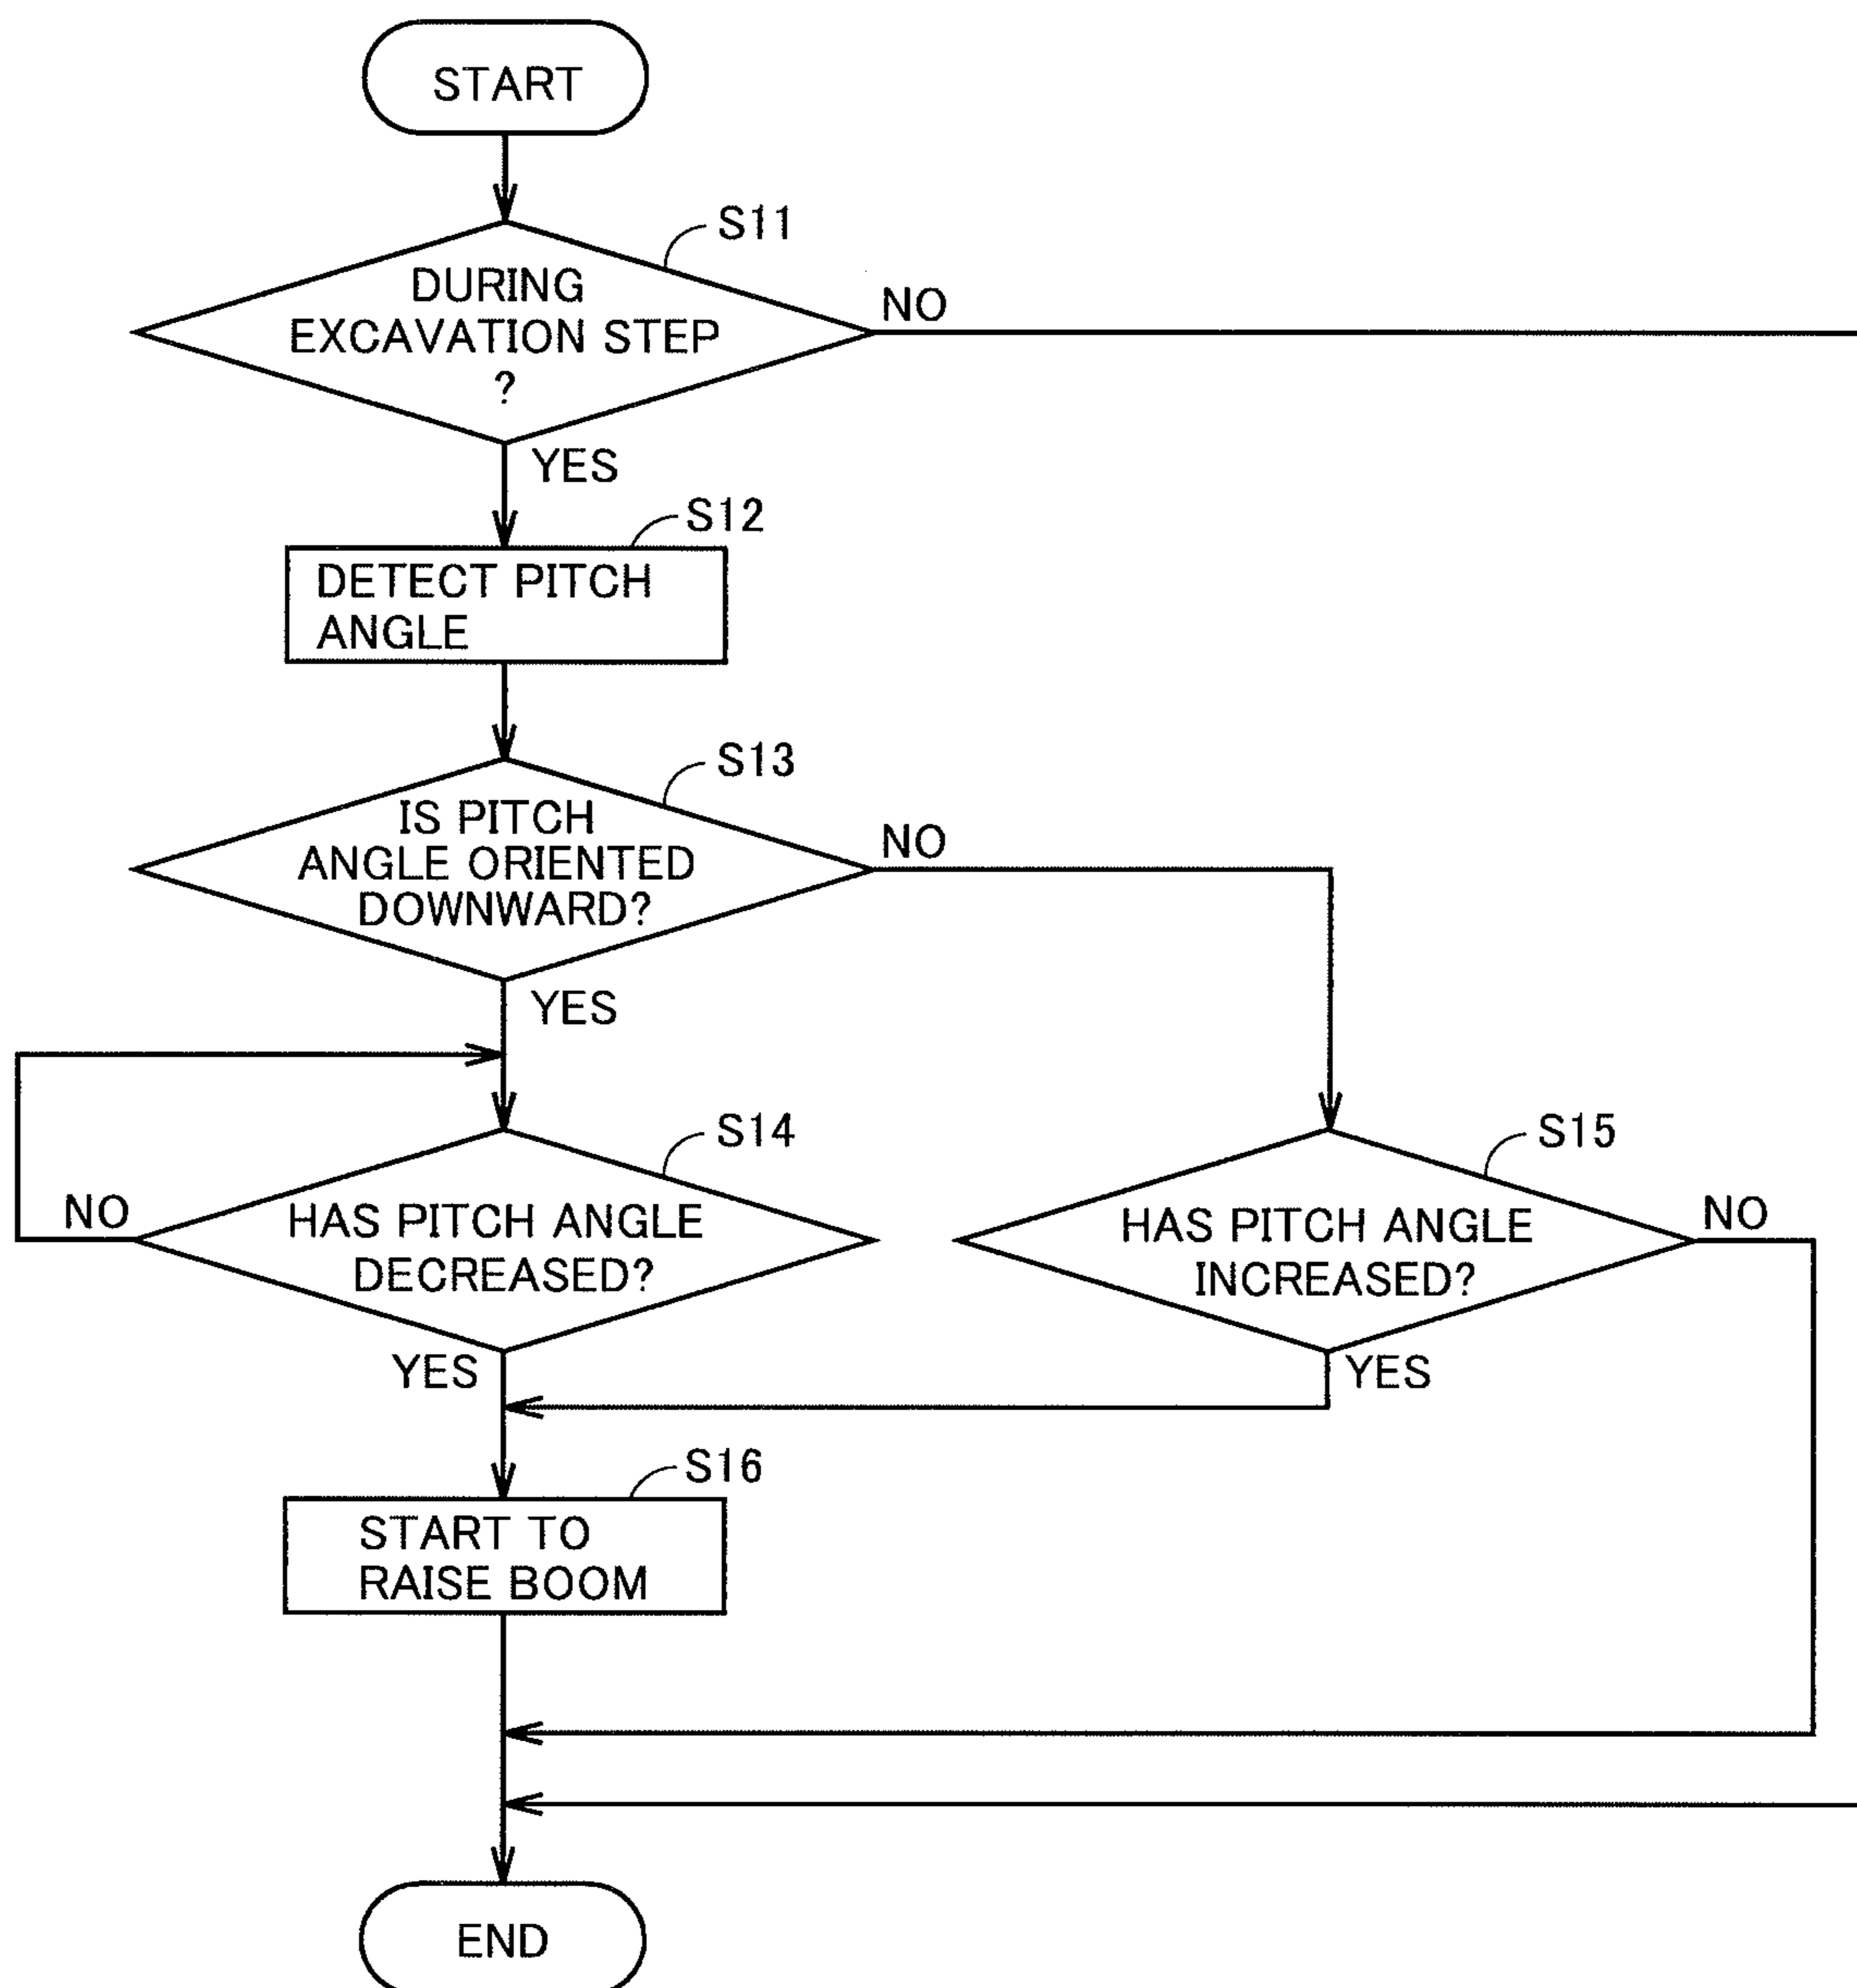 START
S11
DURING
EXCAVATION STEP
?
NO
YES
S12
DETECT PITCH
ANGLE
S13
IS PITCH
ANGLE ORIENTED
DOWNWARD?
NO
YES
S14
HAS PITCH ANGLE
DECREASED?
NO
YES
S15
HAS PITCH ANGLE
INCREASED?
NO
YES
S16
START TO
RAISE BOOM
END